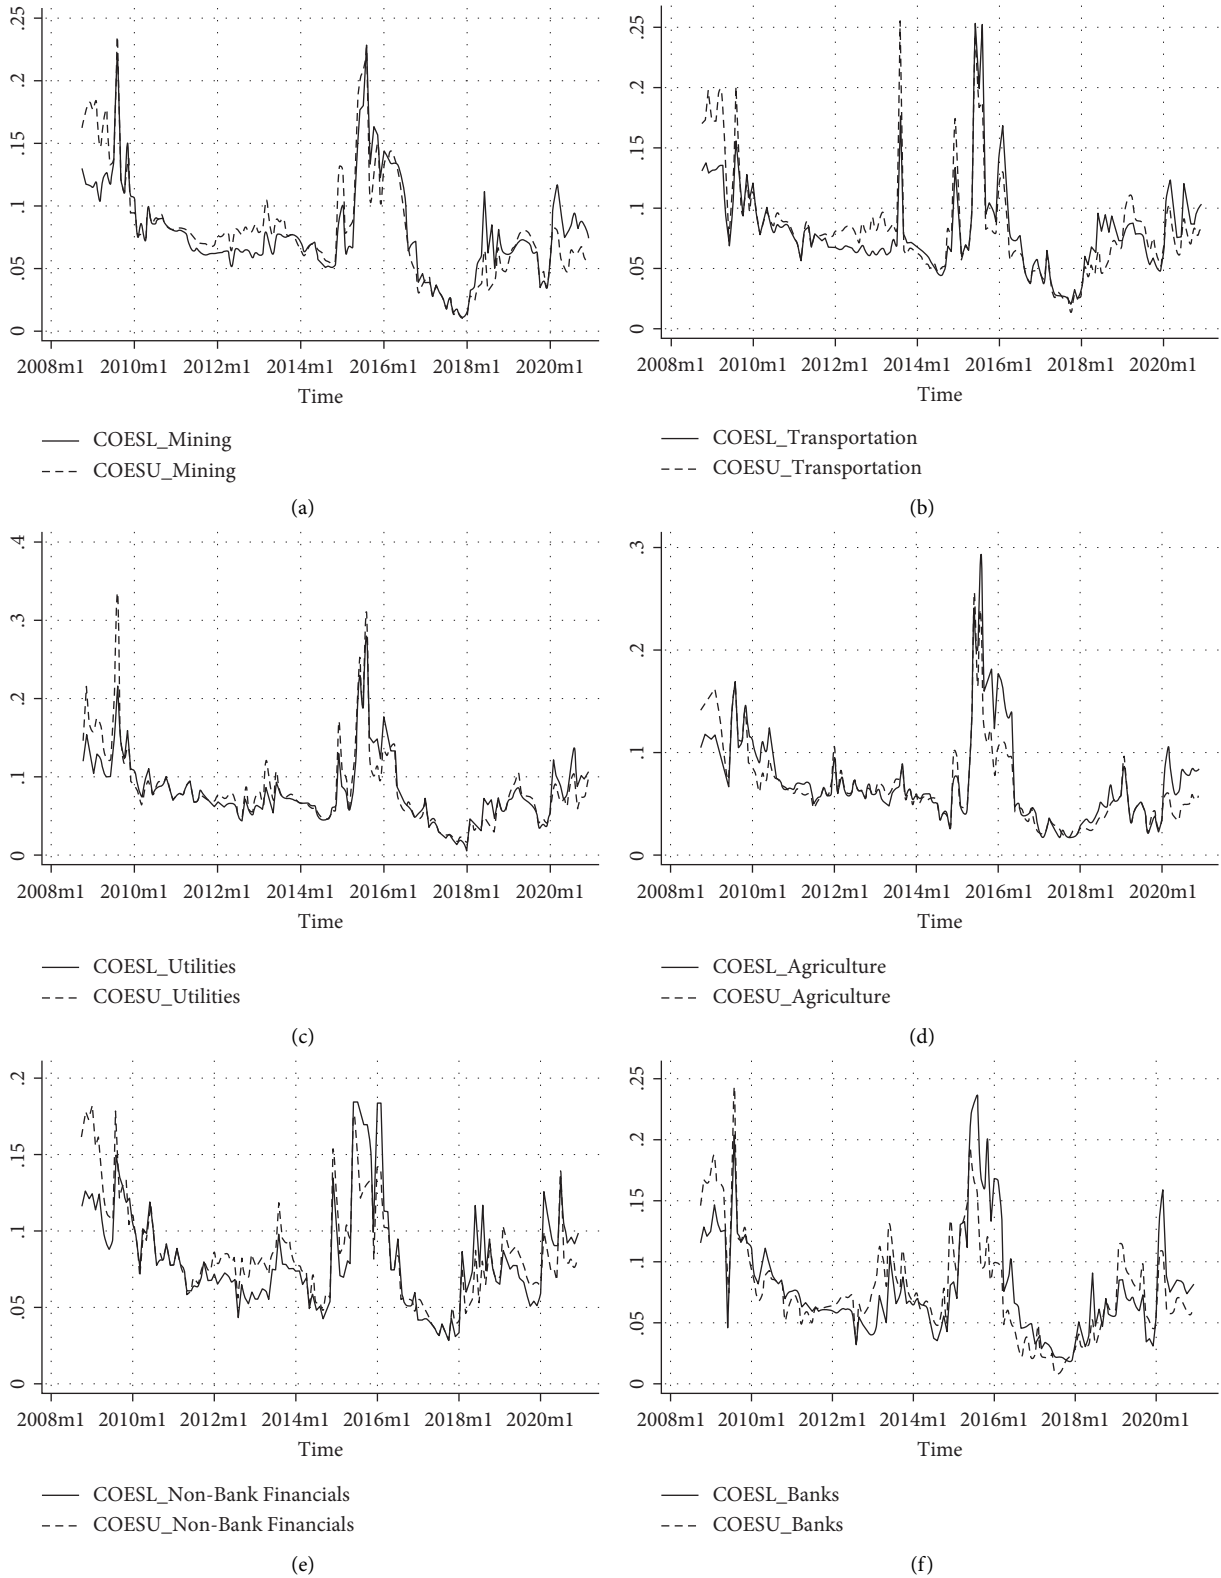 .25
.2
.15
.1
.05
0
2008m1 2010m1 2012m1 2014m1 2016m1 2018m1 2020m1
Time
COESL_Mining
COESU_Mining
(a)
.25
.2
.15
.1
.05
0
2008m1 2010m1 2012m1 2014m1 2016m1 2018m1 2020m1
Time
COESL_Transportation
COESU_Transportation
(b)
.4
.3
.2
.1
0
2008m1 2010m1 2012m1 2014m1 2016m1 2018m1 2020m1
Time
COESL_Utilities
COESU_Utilities
(c)
.3
.2
.1
0
2008m1 2010m1 2012m1 2014m1 2016m1 2018m1 2020m1
Time
COESL_Agriculture
COESU_Agriculture
(d)
.2
.15
.1
.05
0
2008m1 2010m1 2012m1 2014m1 2016m1 2018m1 2020m1
Time
COESL_Non-Bank Financials
COESU_Non-Bank Financials
(e)
.25
.2
.15
.1
.05
0
2008m1 2010m1 2012m1 2014m1 2016m1 2018m1 2020m1
Time
COESL_Banks
COESU_Banks
(f)